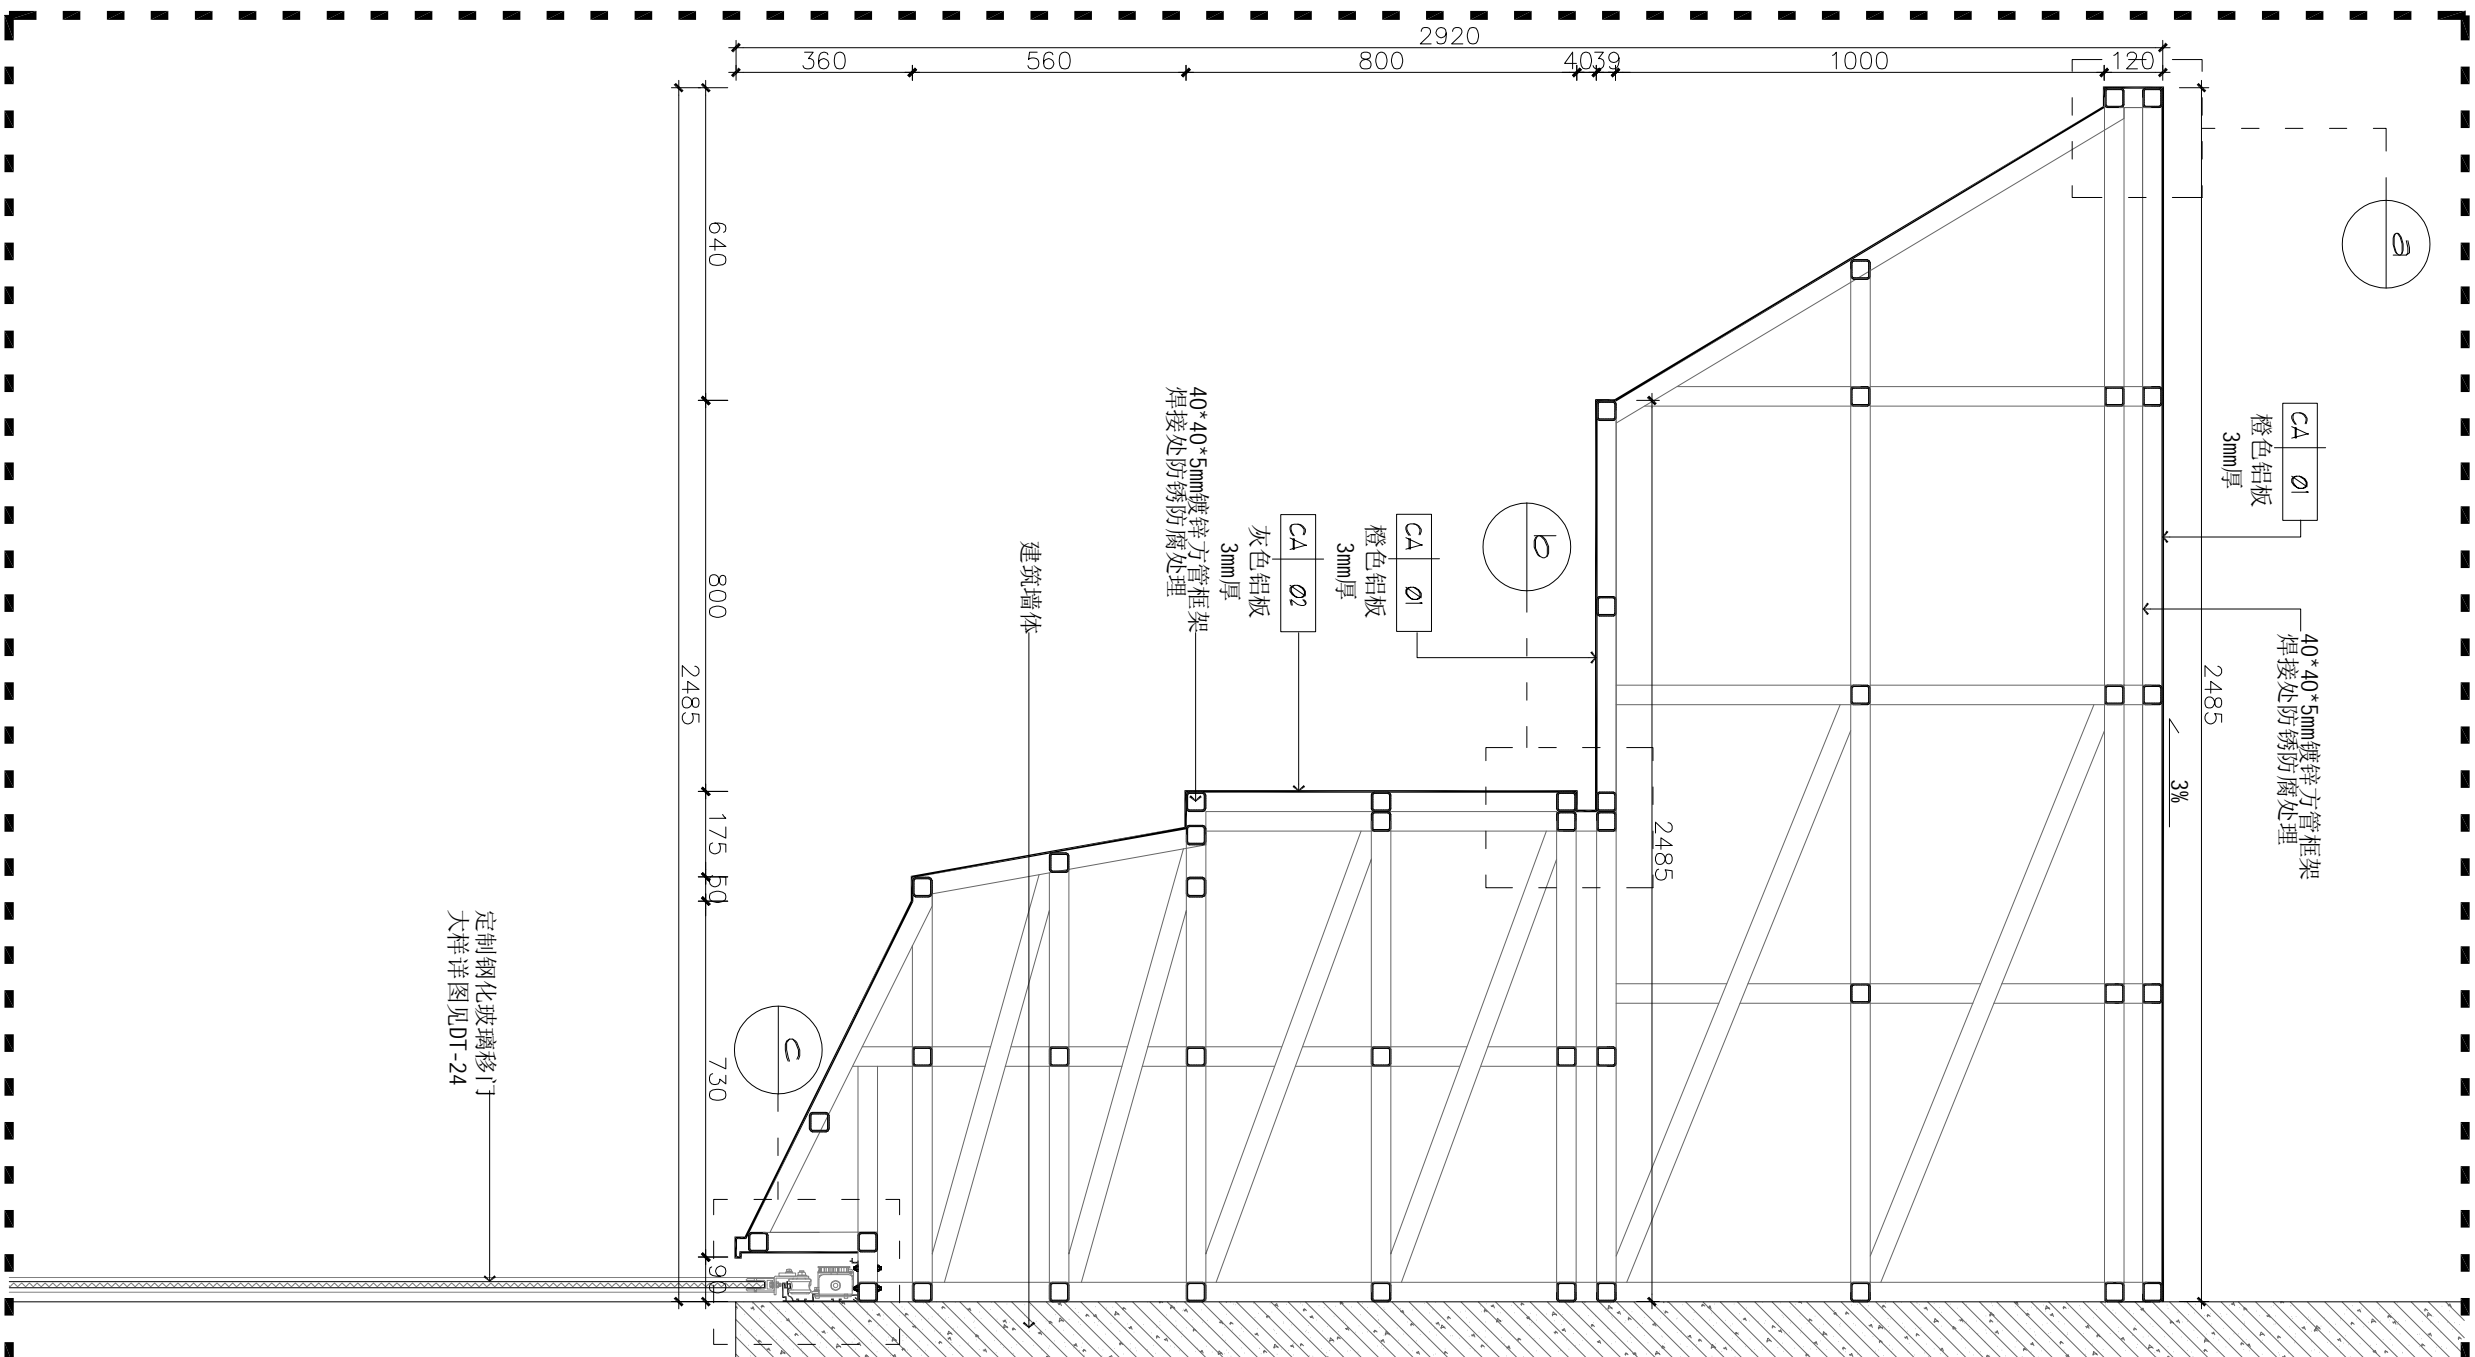 2920
360
560
800
40
39
1000
120
a
640
800
175
50
730
90
2485
2485
2485
CA 01
橙色铝板
3mm厚
40*40*5mm镀锌方管框架
焊接处防锈防腐处理
3%
b
CA 01
橙色铝板
3mm厚
CA 02
灰色铝板
3mm厚
40*40*5mm镀锌方管框架
焊接处防锈防腐处理
建筑墙体
c
定制钢化玻璃移门
大样详图见DT-24